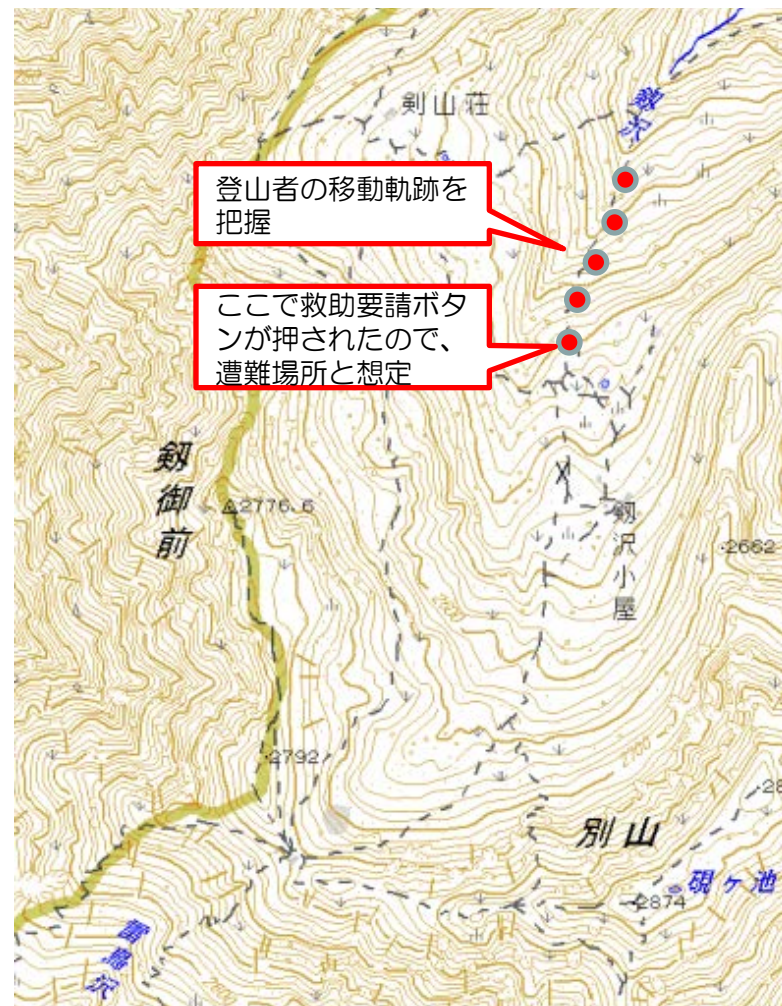 剣山荘
剱沢
登山者の移動軌跡を
把握
ここで救助要請ボタ
ンが押されたので、
遭難場所と想定
剱御前
2776.6
剱沢小屋
2662
2792
別山
硯ヶ池
2874
雷鳥沢